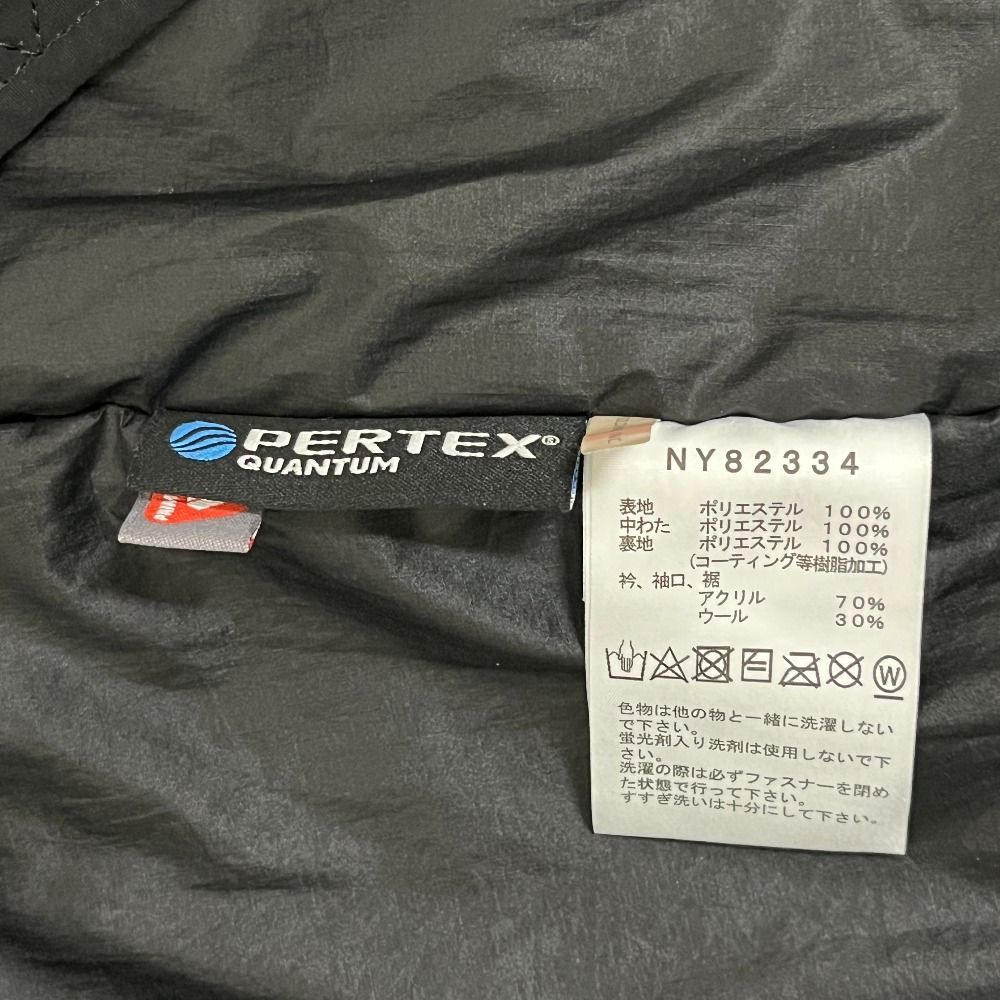 PERTEX®
QUANTUM
PRIM
NY82334
表地 ポリエステル 100%
中わた ポリエステル 100%
裏地 ポリエステル 100%
(コーティング等樹脂加工)
衿、袖口、裾
アクリル 70%
ウール 30%
W
色物は他の物と一緒に洗濯しない
で下さい。
蛍光剤入り洗剤は使用しないで下
さい。
洗濯の際は必ずファスナーを閉め
た状態で行って下さい。
すすぎ洗いは十分にして下さい。